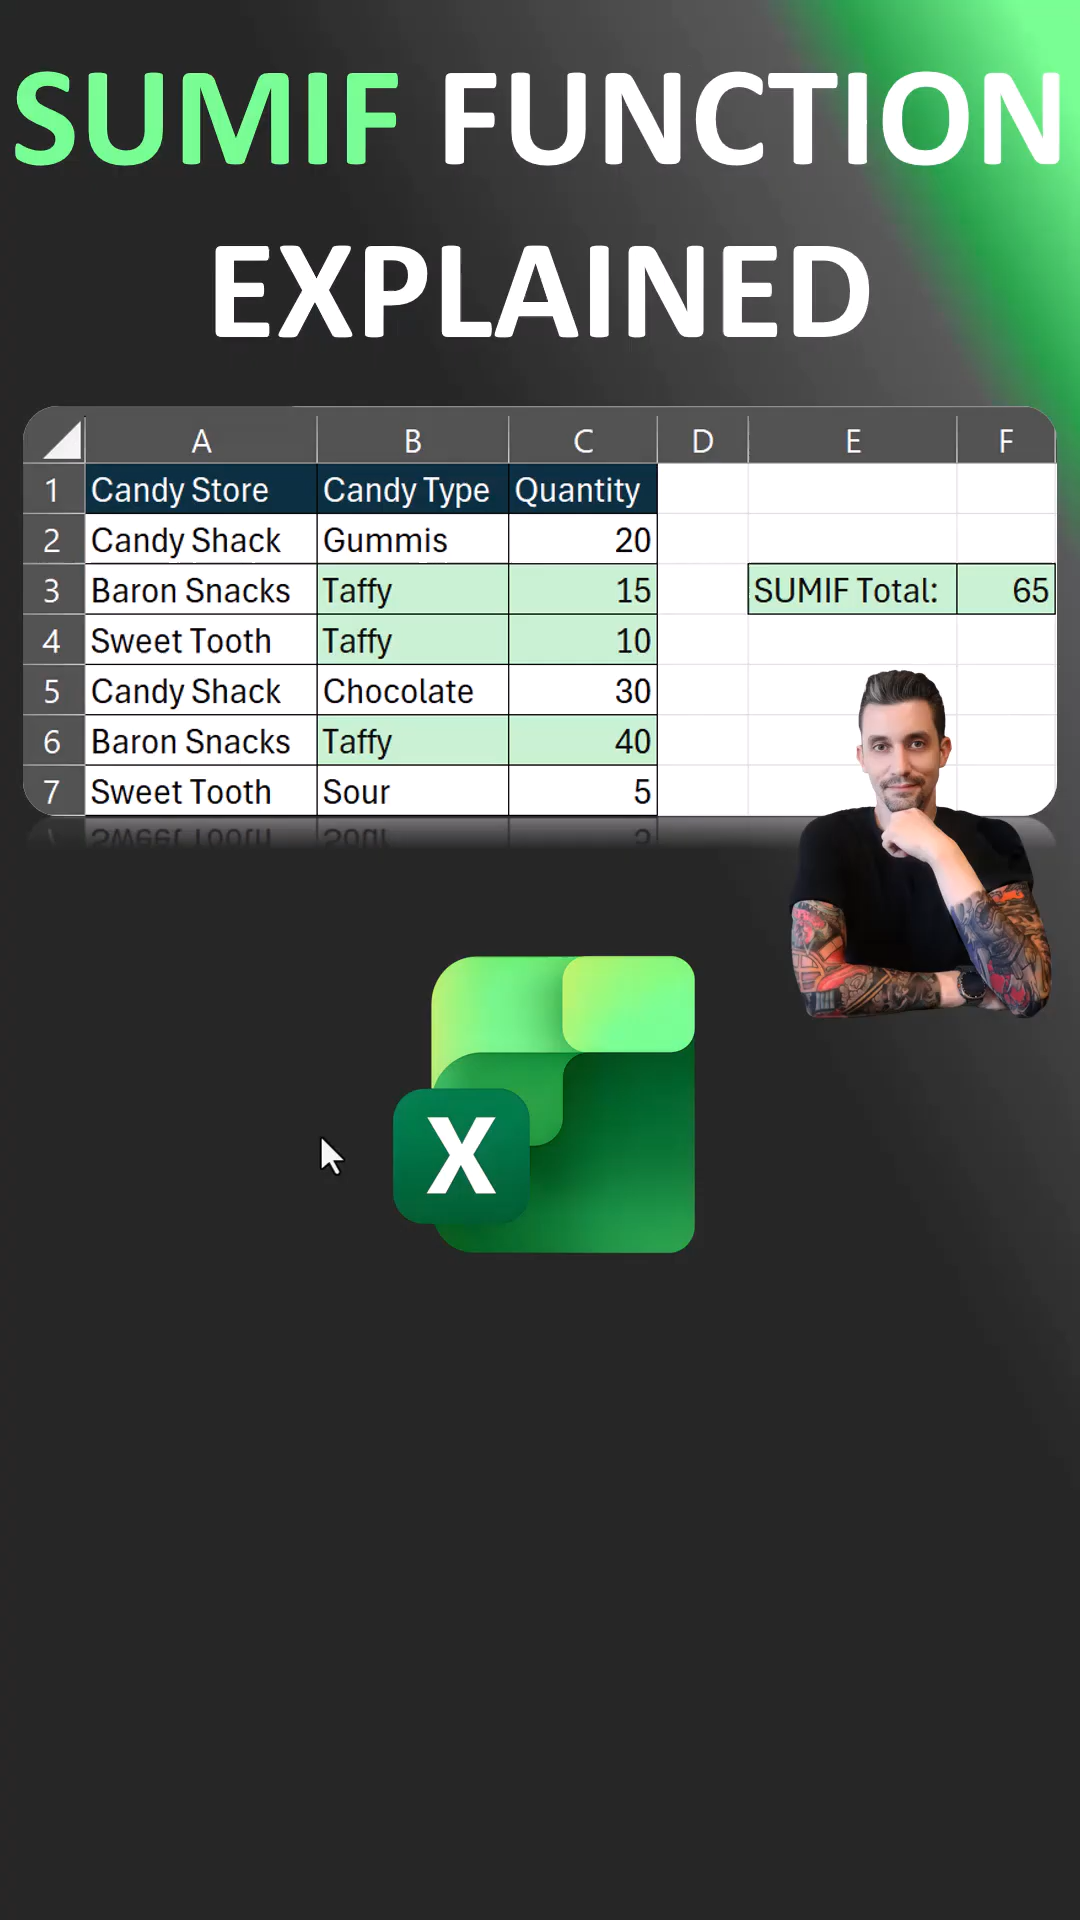 SUMIF FUNCTION
EXPLAINED
A B C D E F
1 Candy Store Candy Type Quantity
2 Candy Shack Gummis 20
3 Baron Snacks Taffy 15 SUMIF Total: 65
4 Sweet Tooth Taffy 10
5 Candy Shack Chocolate 30
6 Baron Snacks Taffy 40
7 Sweet Tooth Sour 5
X